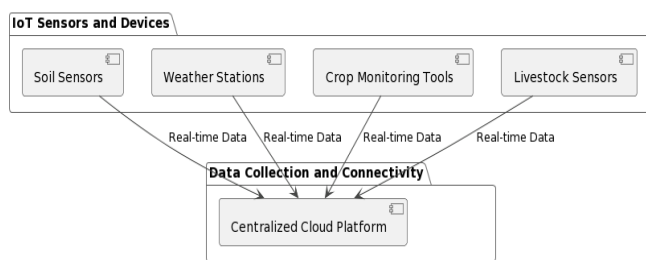 IoT Sensors and Devices
Soil Sensors
Weather Stations
Crop Monitoring Tools
Livestock Sensors
Real-time Data
Real-time Data
Real-time Data
Real-time Data
Data Collection and Connectivity
Centralized Cloud Platform